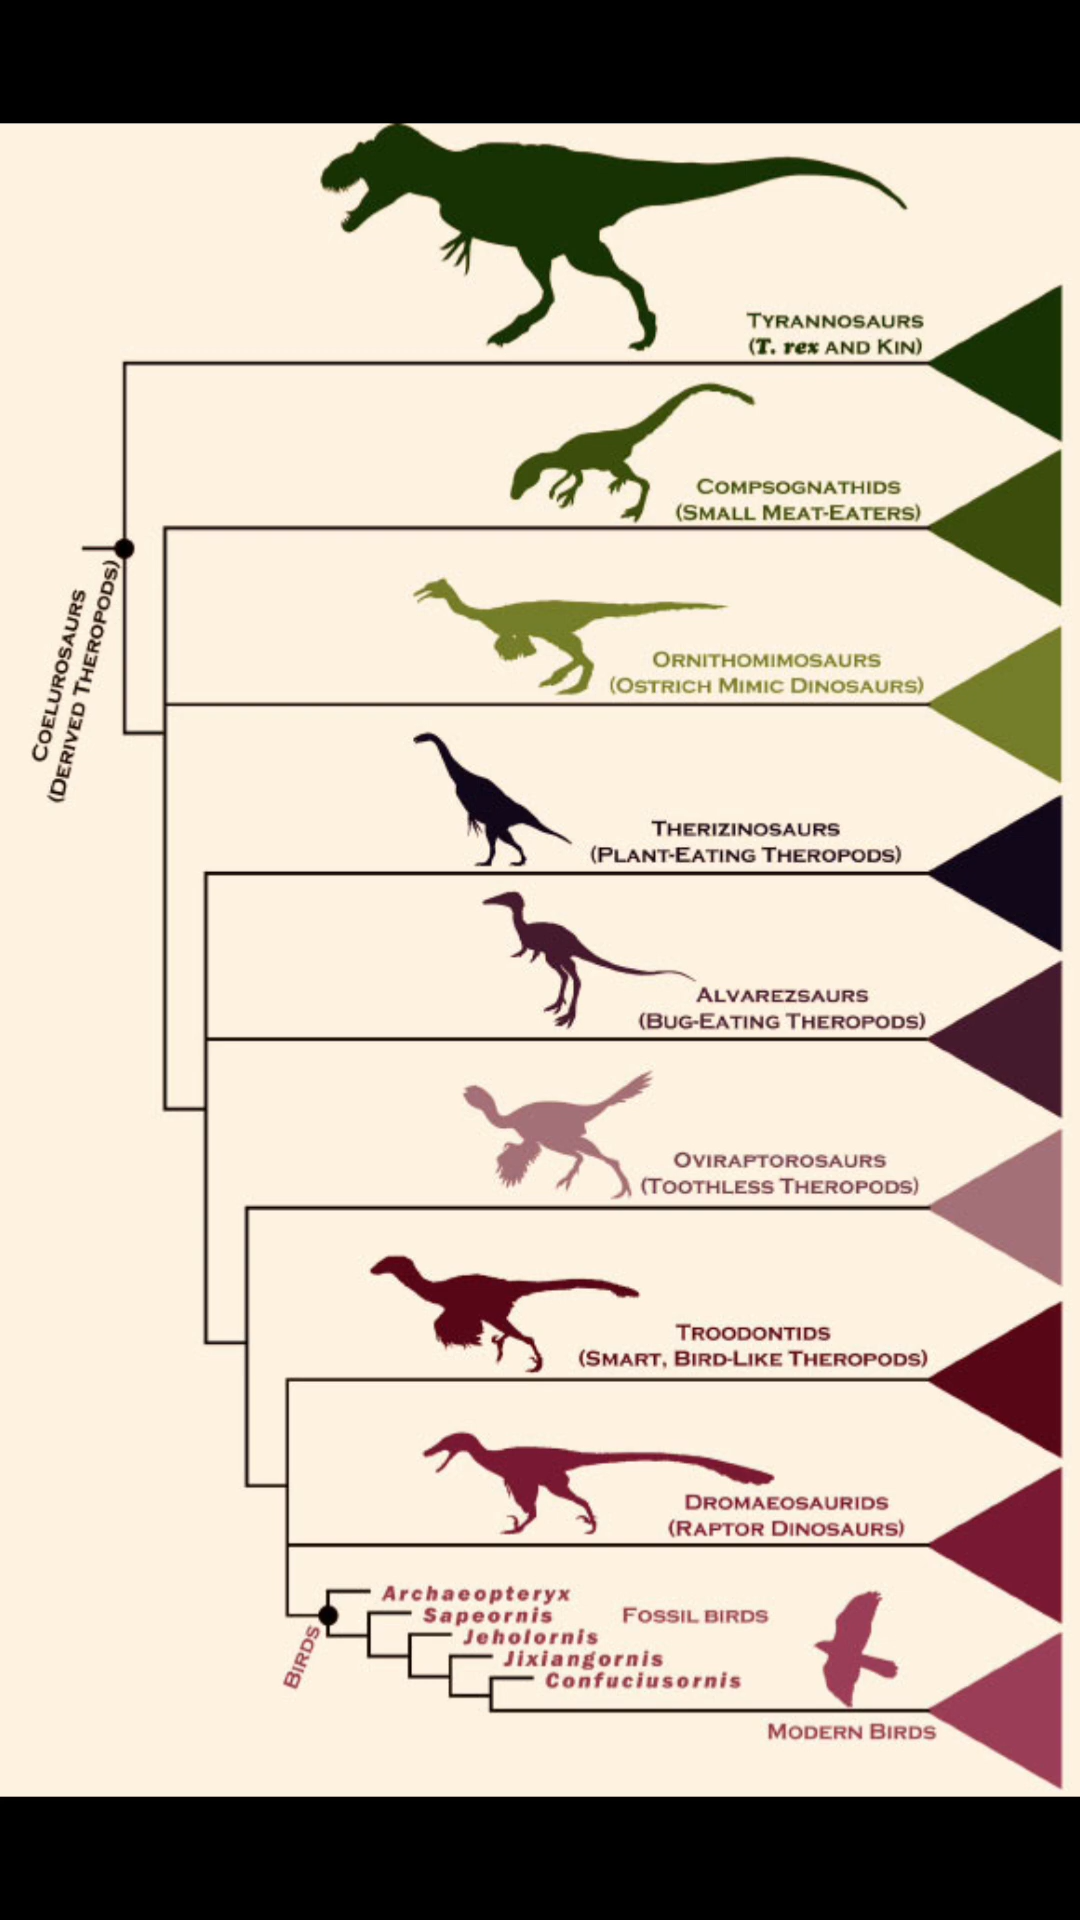 TYRANNOSAURS
(T. rex AND KIN)
COMPSOGNATHIDS
(SMALL MEAT-EATERS)
COELUROSAURS
(DERIVED THEROPODS)
ORNITHOMIMOSAURS
(OSTRICH MIMIC DINOSAURS)
THERIZINOSAURS
(PLANT-EATING THEROPODS)
ALVAREZSAURS
(BUG-EATING THEROPODS)
OVIRAPTOROSAURS
(TOOTHLESS THEROPODS)
TROODONTIDS
(SMART, BIRD-LIKE THEROPODS)
DROMAEOSAURIDS
(RAPTOR DINOSAURS)
Archaeopteryx
Sapeornis
FOSSIL BIRDS
Jeholornis
BIRDS
Jixiangornis
Confuciusornis
MODERN BIRDS